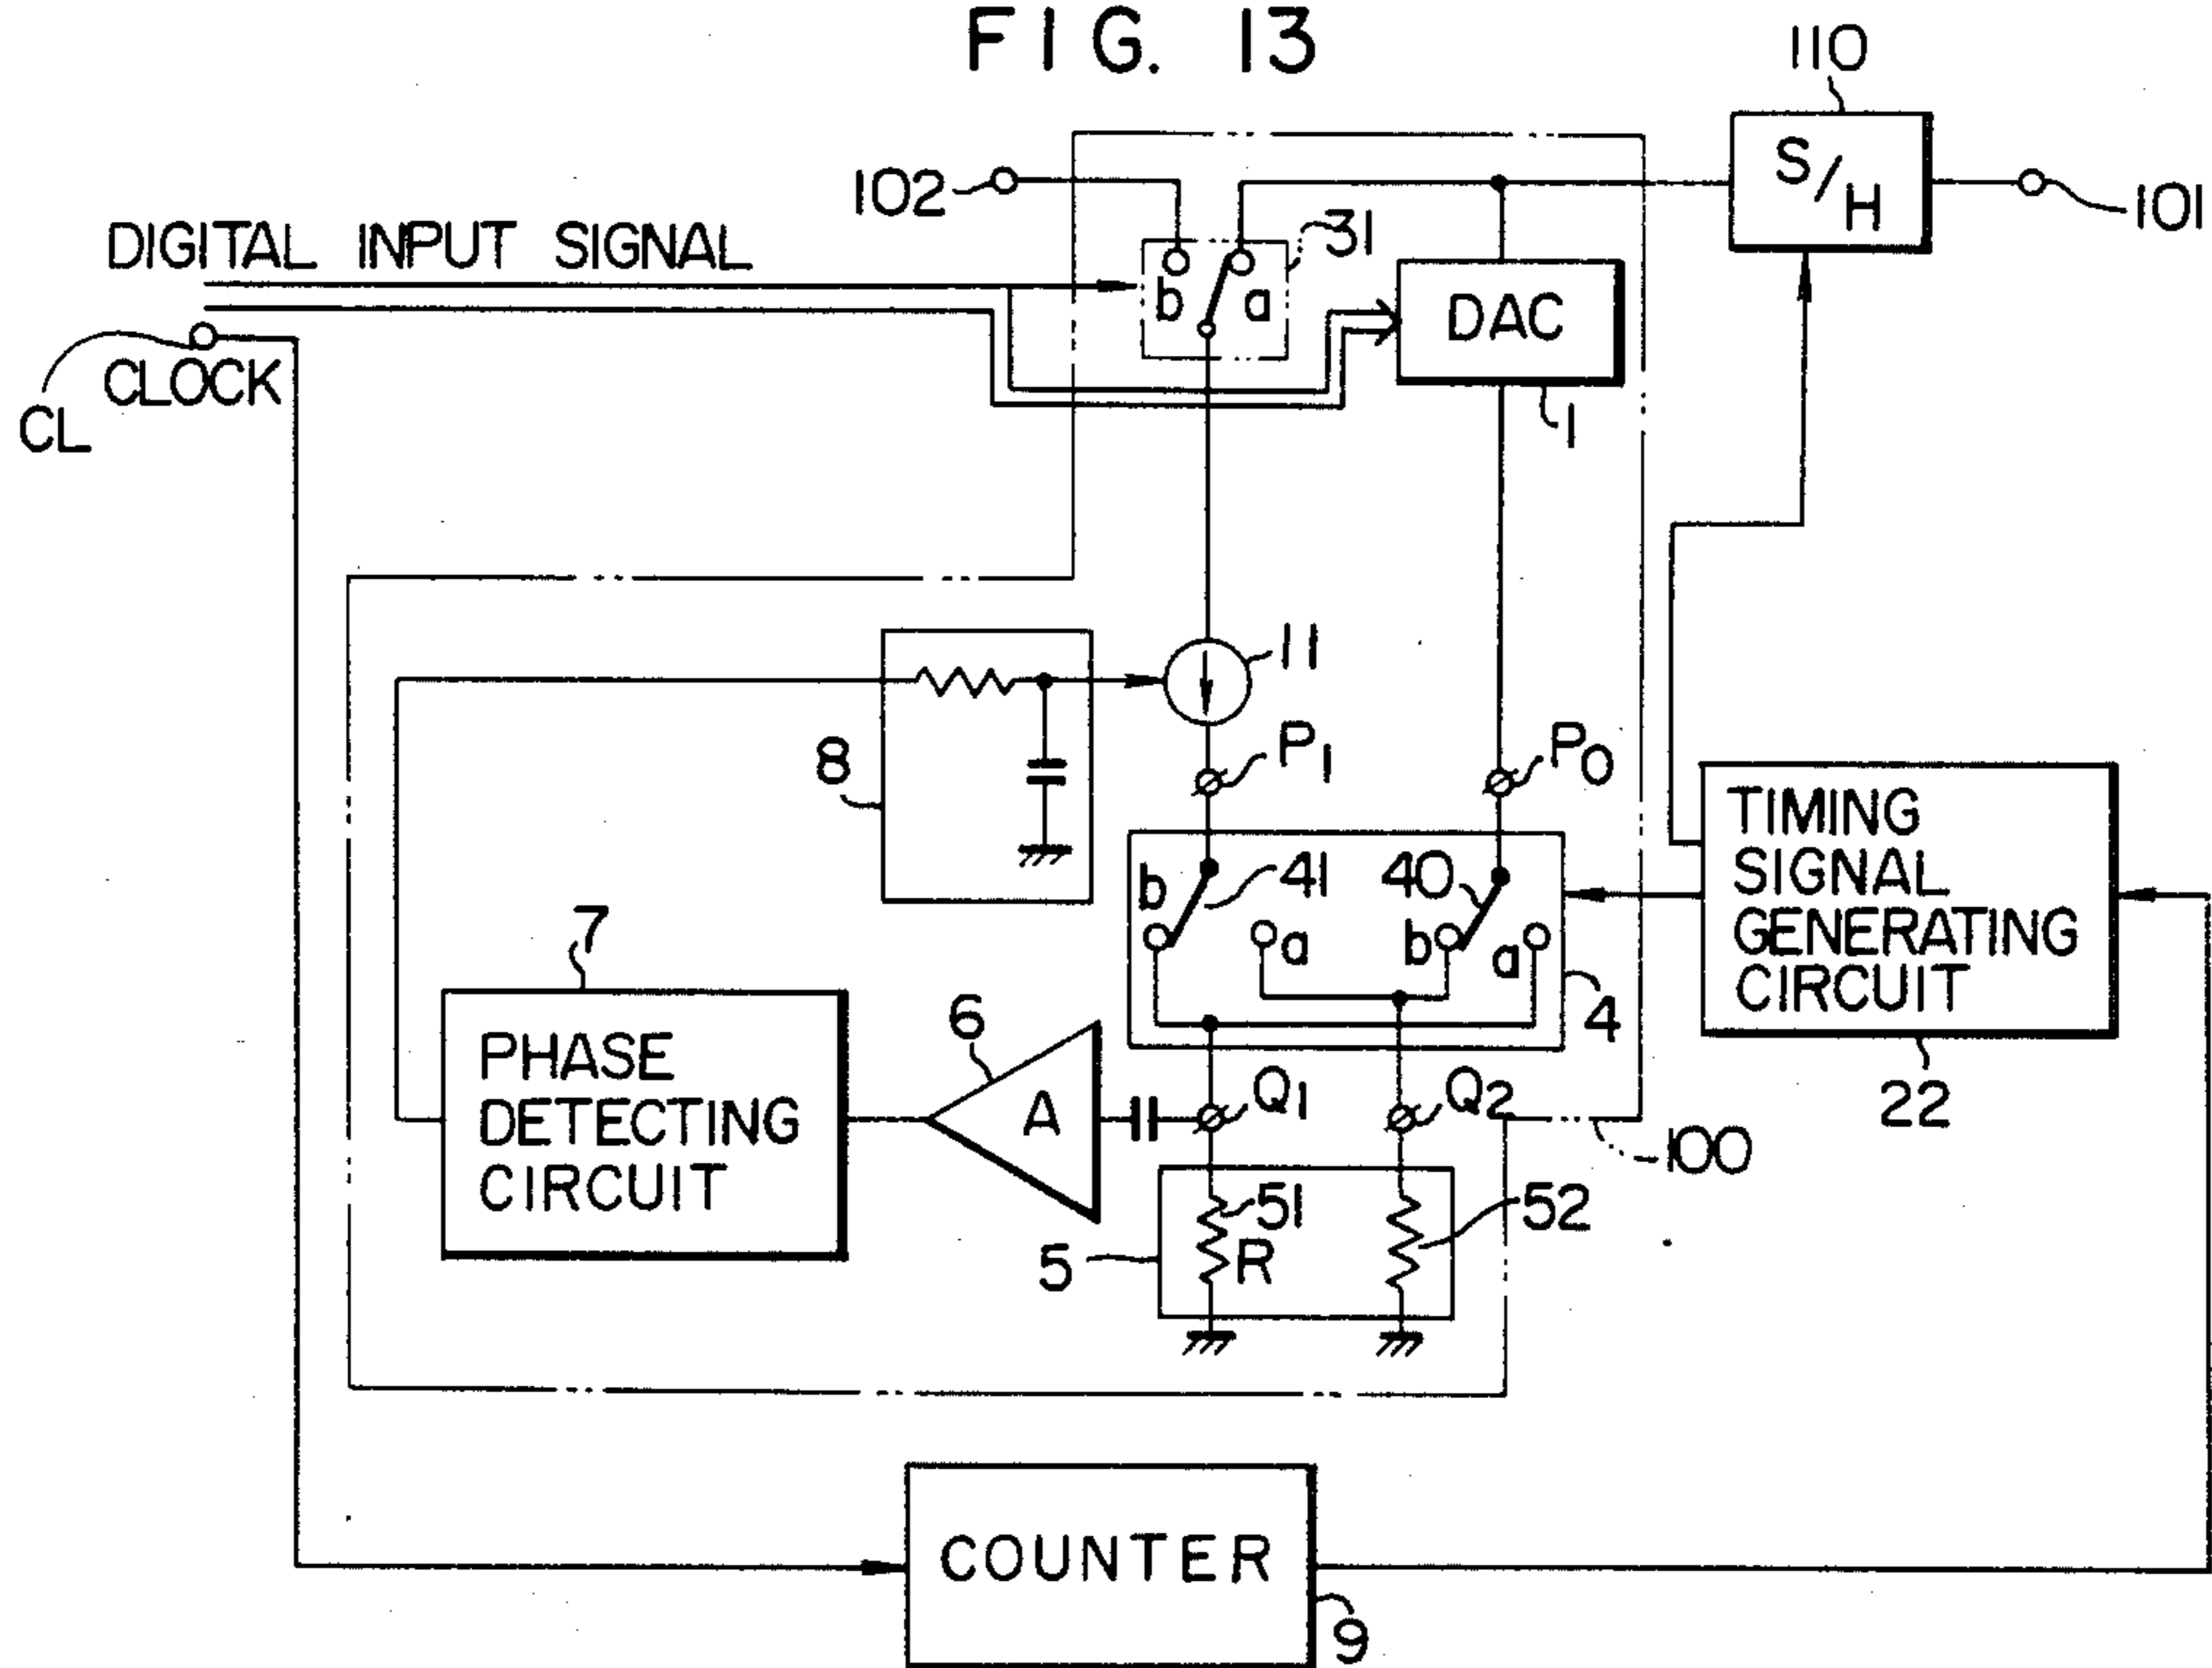 FIG. 13
110
S/H
102
101
31
DIGITAL INPUT SIGNAL
b
a
DAC
CLOCK
CL
1
11
P1
P0
8
TIMING
SIGNAL
GENERATING
CIRCUIT
b
41
40
a
b
a
7
6
4
PHASE
DETECTING
CIRCUIT
A
Q1
Q2
22
100
51
52
5
R
COUNTER
9